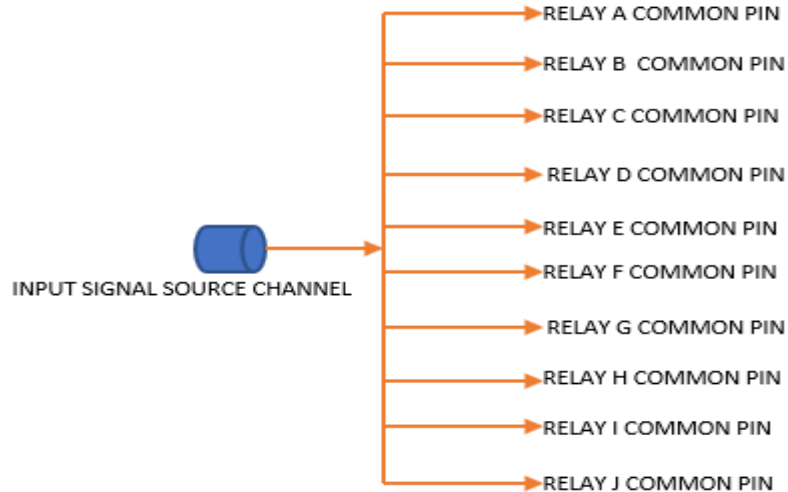 RELAY A COMMON PIN
RELAY B COMMON PIN
RELAY C COMMON PIN
RELAY D COMMON PIN
RELAY E COMMON PIN
RELAY F COMMON PIN
INPUT SIGNAL SOURCE CHANNEL
RELAY G COMMON PIN
RELAY H COMMON PIN
RELAY I COMMON PIN
RELAY J COMMON PIN